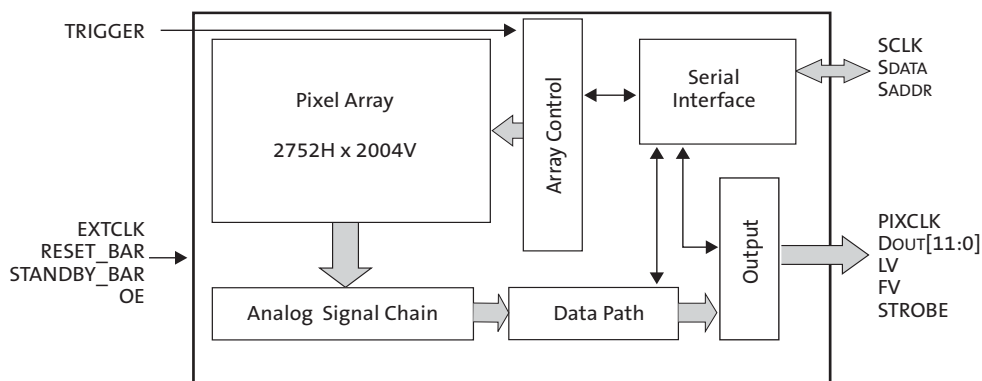 TRIGGER
Pixel Array
2752H x 2004V
Array Control
Serial
Interface
SCLK
SDATA
SADDR
EXTCLK
RESET_BAR
STANDBY_BAR
OE
Analog Signal Chain
Data Path
Output
PIXCLK
DOUT[11:0]
LV
FV
STROBE